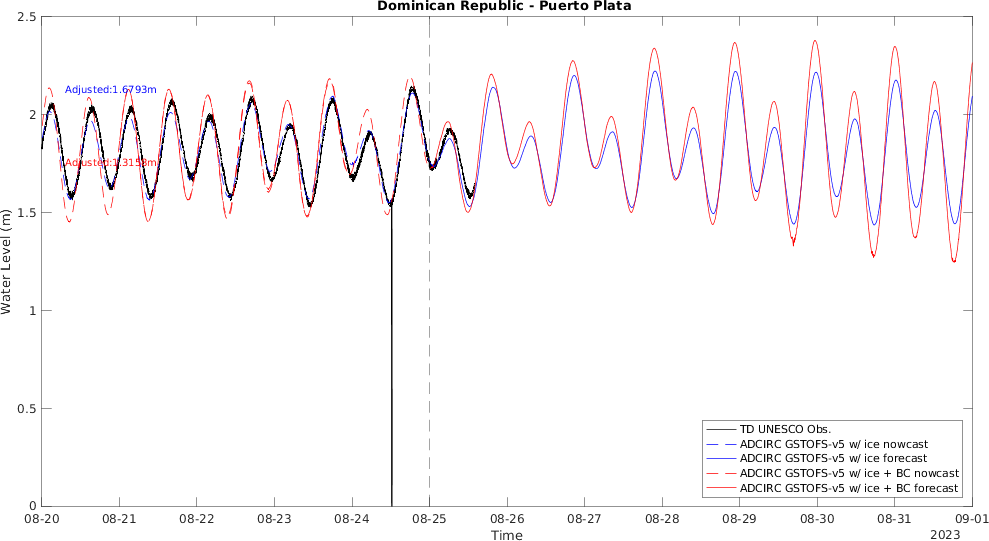 Dominican Republic - Puerto Plata
Water Level (m)
2.5
2
1.5
1
0.5
0
Adjusted:1.6793m
Adjusted:1.3158m
TD UNESCO Obs.
ADCIRC GSTOFS-v5 w/ ice nowcast
ADCIRC GSTOFS-v5 w/ ice forecast
ADCIRC GSTOFS-v5 w/ ice + BC nowcast
ADCIRC GSTOFS-v5 w/ ice + BC forecast
08-20 08-21 08-22 08-23 08-24 08-25 08-26 08-27 08-28 08-29 08-30 08-31 09-01
Time
2023